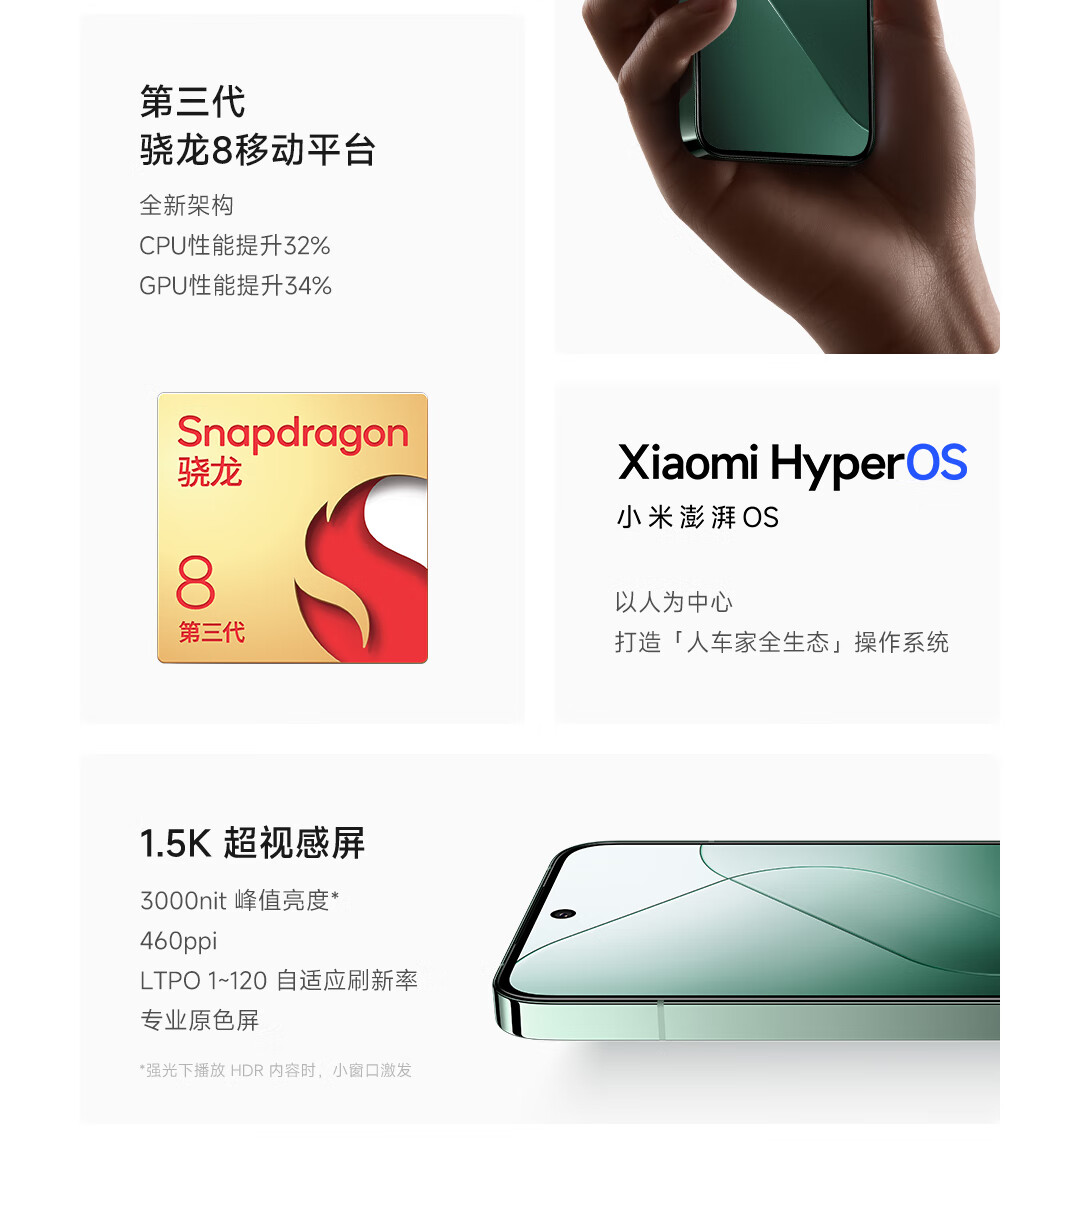 第三代
骁龙8移动平台
全新架构
CPU性能提升32%
GPU性能提升34%
Snapdragon
骁龙
8
第三代
Xiaomi HyperOS
小米澎湃OS
以人为中心
打造「人车家全生态」操作系统
1.5K 超视感屏
3000nit 峰值亮度*
460ppi
LTPO 1~120 自适应刷新率
专业原色屏
*强光下播放 HDR 内容时，小窗口激发